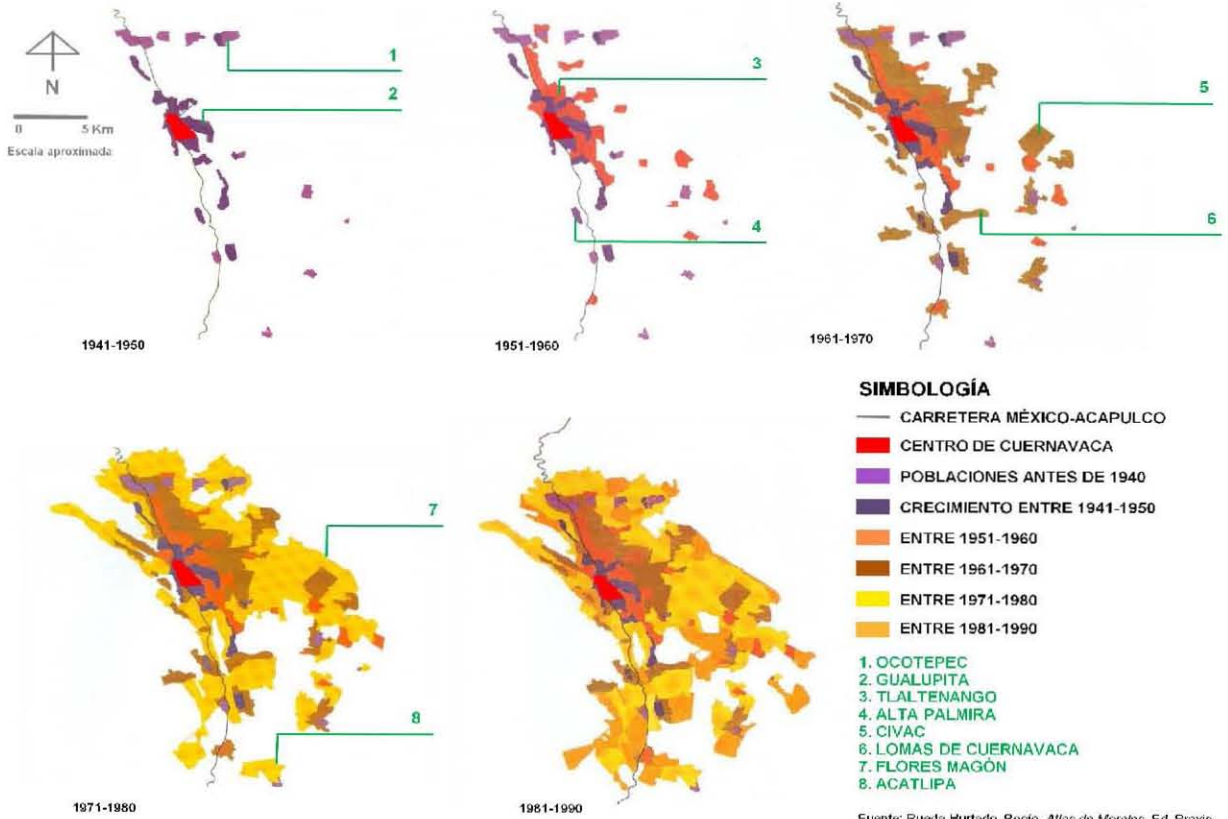 1
2
N
0 5 Km
Escala aproximada
1941-1950
3
4
1951-1960
5
6
1961-1970
7
8
1971-1980
1981-1990
SIMBOLOGÍA
CARRETERA MÉXICO-ACAPULCO
CENTRO DE CUERNAVACA
POBLACIONES ANTES DE 1940
CRECIMIENTO ENTRE 1941-1950
ENTRE 1951-1960
ENTRE 1961-1970
ENTRE 1971-1980
ENTRE 1981-1990
1. OCOTEPEC
2. GUALUPITA
3. TLALTENANGO
4. ALTA PALMIRA
5. CIVAC
6. LOMAS DE CUERNAVACA
7. FLORES MAGÒN
8. ACATLIPA
Fuente: Rueda Hurtado, Rocío, Atlas de Morelos, Ed. Praxis